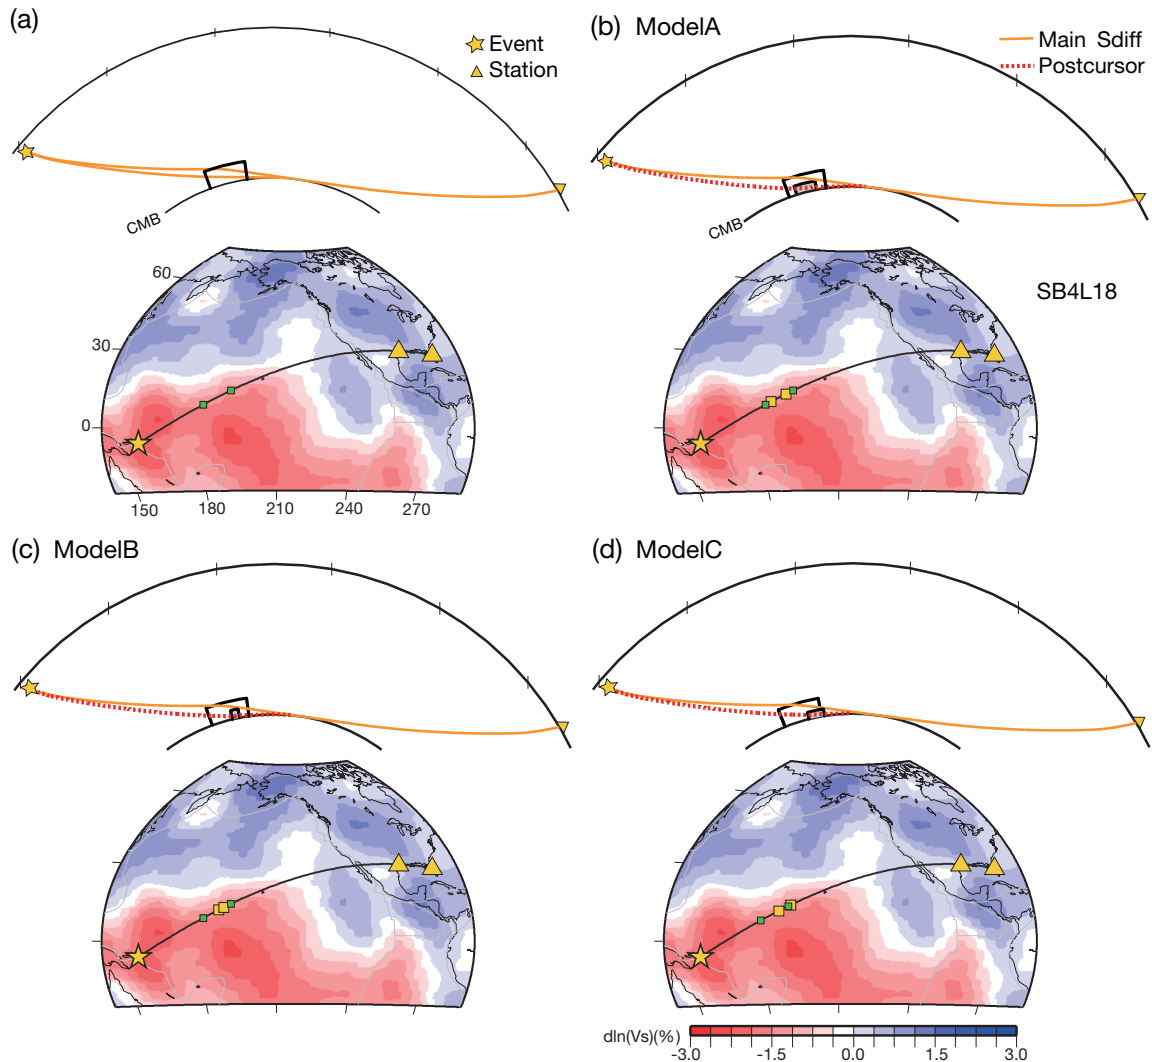 (a)
Event
Station
CMB
60
30
0
150 180 210 240 270
(b) ModelA
Main Sdiff
Postcursor
CMB
SB4L18
(c) ModelB
(d) ModelC
dln(Vs)(%)
-3.0 -1.5 0.0 1.5 3.0